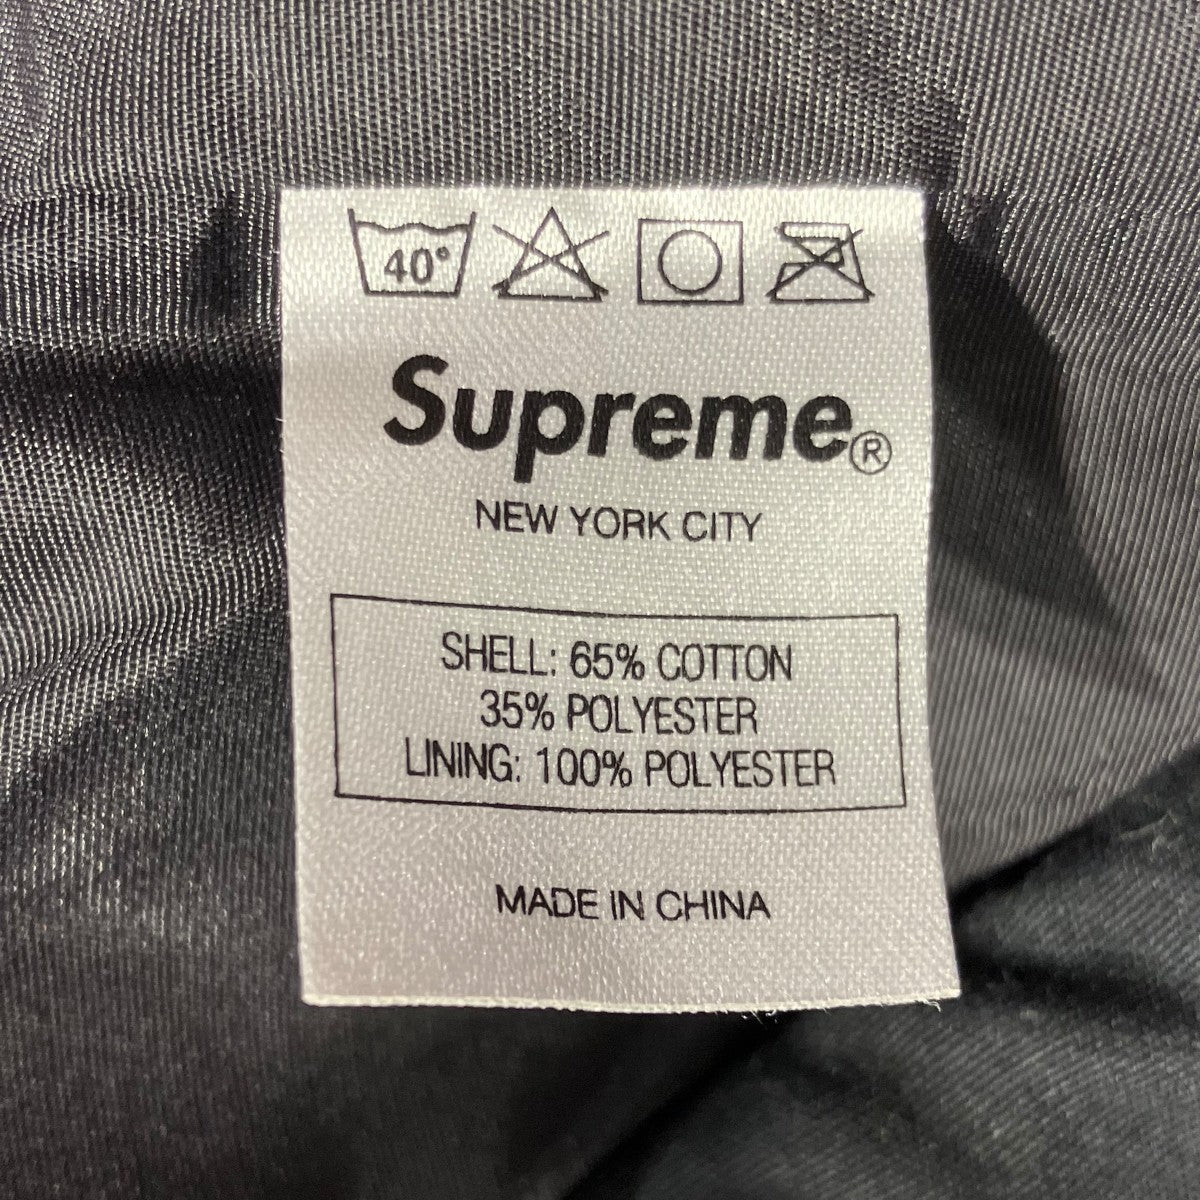 40°
Supreme®
NEW YORK CITY
SHELL: 65% COTTON
35% POLYESTER
LINING: 100% POLYESTER
MADE IN CHINA